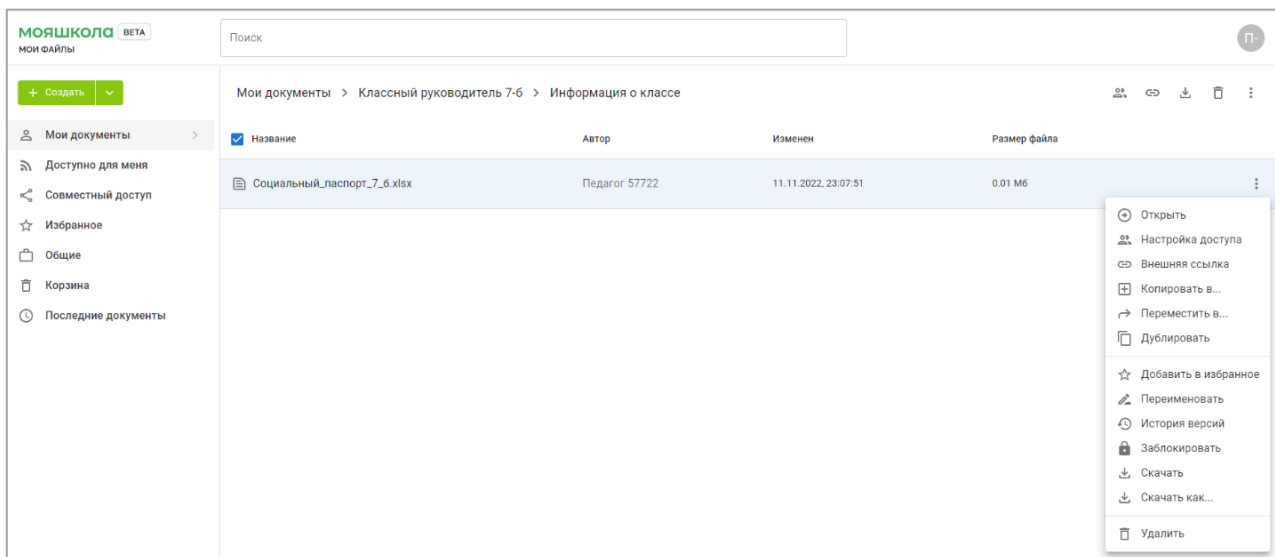 МОЯШКОЛА BETA
МОИ ФАЙЛЫ
Поиск
П-
+ Создать
Мои документы > Классный руководитель 7-б > Информация о классе
Мои документы
Доступно для меня
Совместный доступ
Избранное
Общие
Корзина
Последние документы
Название Автор Изменен Размер файла
Социальный_паспорт_7_б.xlsx Педагог 57722 11.11.2022, 23:07:51 0.01 Мб
Открыть
Настройка доступа
Внешняя ссылка
Копировать в...
Переместить в...
Дублировать
Добавить в избранное
Переименовать
История версий
Заблокировать
Скачать
Скачать как...
Удалить